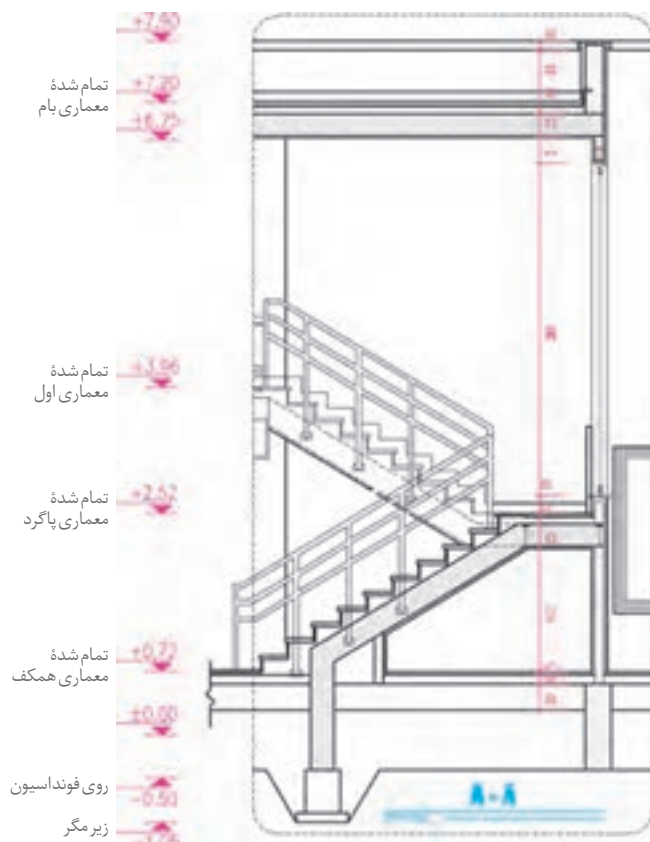 +7.50
+7.20
تمام شدهٔ
معماری بام
+6.75
+3.96
تمام شدهٔ
معماری اول
+2.52
تمام شدهٔ
معماری پاگرد
تمام شدهٔ
معماری همکف
+0.72
±0.00
روی فونداسیون
-0.50
زیر مگر
A-A